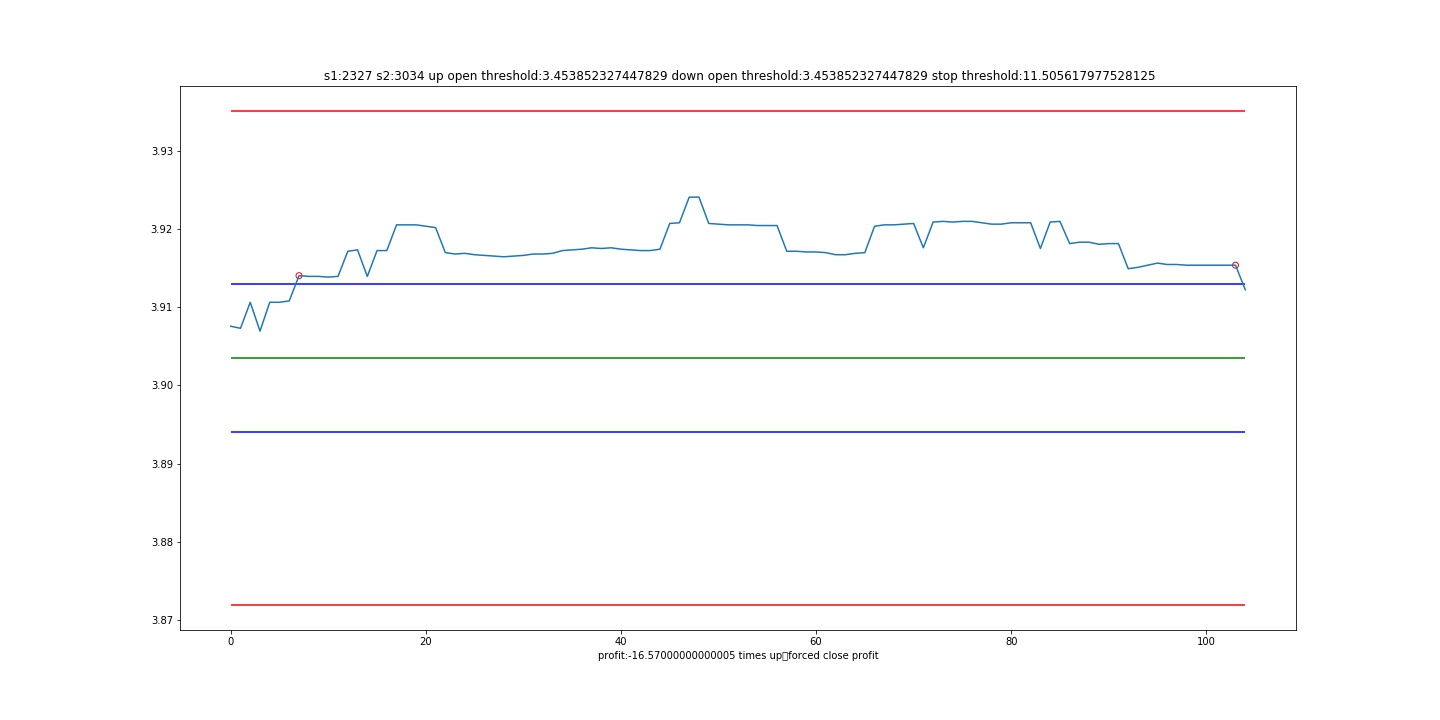 s1:2327 s2:3034 up open threshold:3.453852327447829 down open threshold:3.453852327447829 stop threshold:11.505617977528125
3.93
3.92
3.91
3.90
3.89
3.88
3.87
0 20 40 60 80 100
profit:-16.57000000000005 times up▯forced close profit